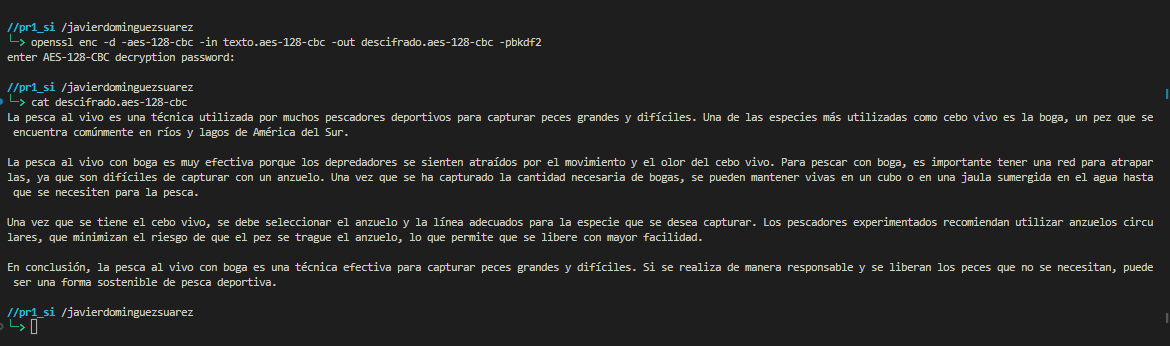 //pr1_si /javierdominguezsuarez
└─> openssl enc -d -aes-128-cbc -in texto.aes-128-cbc -out descifrado.aes-128-cbc -pbkdf2
enter AES-128-CBC decryption password:
//pr1_si /javierdominguezsuarez
└─> cat descifrado.aes-128-cbc
La pesca al vivo es una técnica utilizada por muchos pescadores deportivos para capturar peces grandes y difíciles. Una de las especies más utilizadas como cebo vivo es la boga, un pez que se
encuentra comúnmente en ríos y lagos de América del Sur.
La pesca al vivo con boga es muy efectiva porque los depredadores se sienten atraídos por el movimiento y el olor del cebo vivo. Para pescar con boga, es importante tener una red para atrapar
las, ya que son difíciles de capturar con un anzuelo. Una vez que se ha capturado la cantidad necesaria de bogas, se pueden mantener vivas en un cubo o en una jaula sumergida en el agua hasta
que se necesiten para la pesca.
Una vez que se tiene el cebo vivo, se debe seleccionar el anzuelo y la línea adecuados para la especie que se desea capturar. Los pescadores experimentados recomiendan utilizar anzuelos circu
lares, que minimizan el riesgo de que el pez se trague el anzuelo, lo que permite que se libere con mayor facilidad.
En conclusión, la pesca al vivo con boga es una técnica efectiva para capturar peces grandes y difíciles. Si se realiza de manera responsable y se liberan los peces que no se necesitan, puede
ser una forma sostenible de pesca deportiva.
//pr1_si /javierdominguezsuarez
└─>